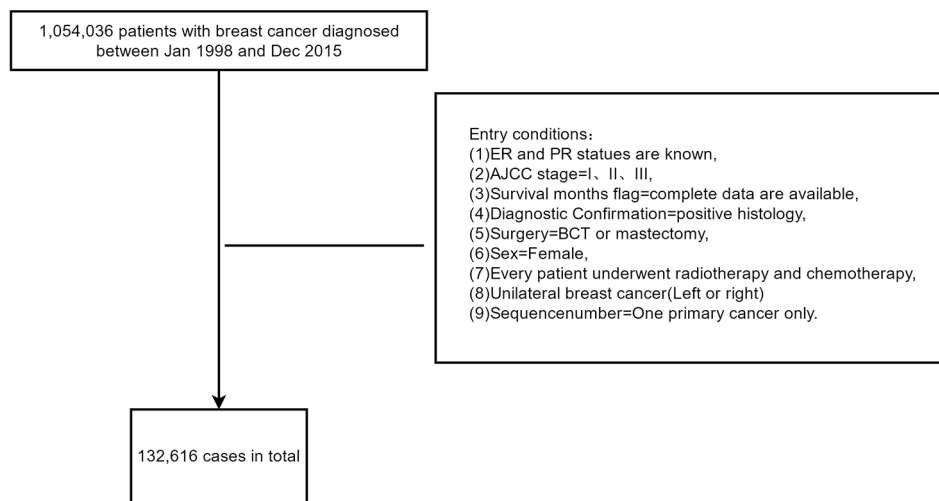 1,054,036 patients with breast cancer diagnosed
between Jan 1998 and Dec 2015
Entry conditions：
(1)ER and PR statues are known,
(2)AJCC stage=I、II、III,
(3)Survival months flag=complete data are available,
(4)Diagnostic Confirmation=positive histology,
(5)Surgery=BCT or mastectomy,
(6)Sex=Female,
(7)Every patient underwent radiotherapy and chemotherapy,
(8)Unilateral breast cancer(Left or right)
(9)Sequencenumber=One primary cancer only.
132,616 cases in total